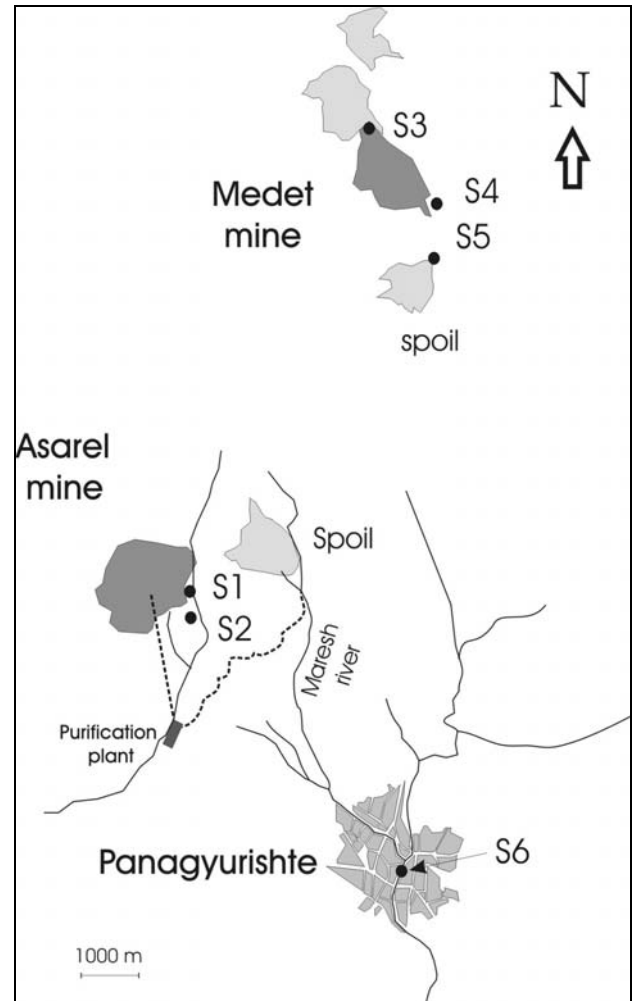 N
S3
Medet
mine
S4
S5
spoil
Asarel
mine
Spoil
S1
S2
Maresh
river
Purification
plant
Panagyurishte
S6
1000 m